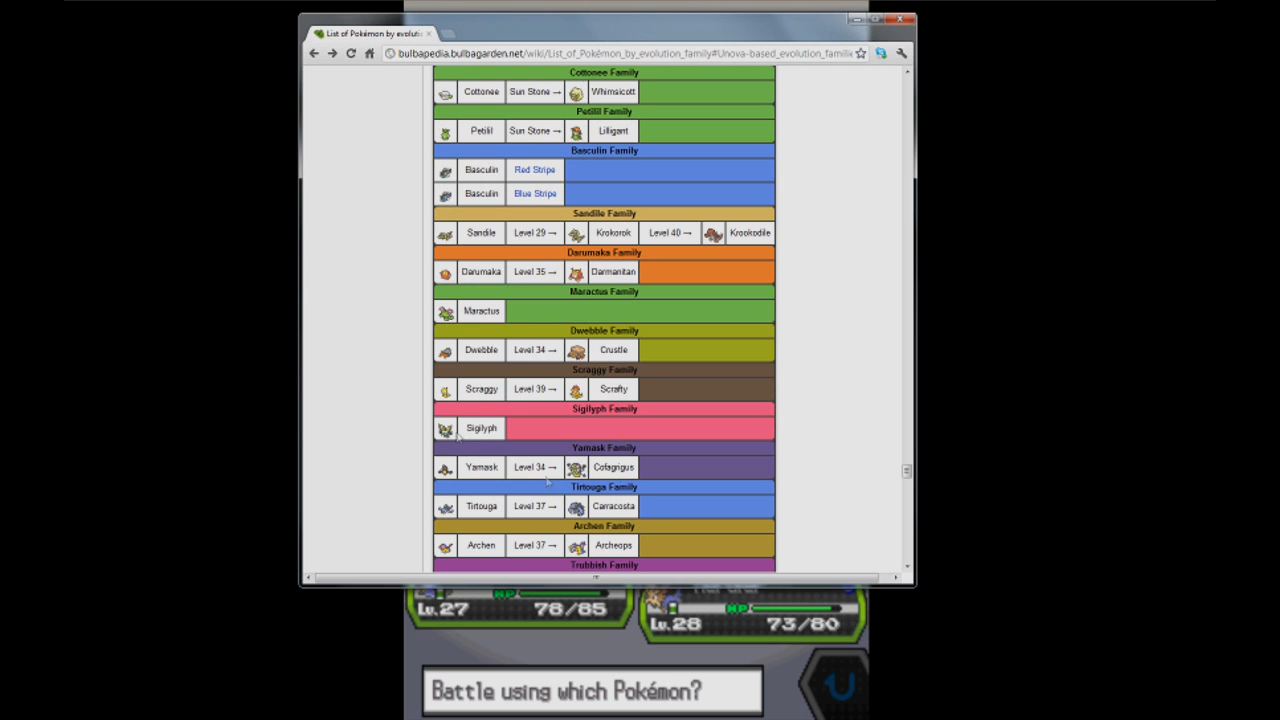 List of Pokémon by evoluti
bulbapedia.bulbagarden.net/wiki/List_of_Pokémon_by_evolution_family#Unova-based_evolution_familie
Cottonee Family
Cottonee Sun Stone → Whimsicott
Petilil Family
Petilil Sun Stone → Lilligant
Basculin Family
Basculin Red Stripe
Basculin Blue Stripe
Sandile Family
Sandile Level 29 → Krokorok Level 40 → Krookodile
Darumaka Family
Darumaka Level 35 → Darmanitan
Maractus Family
Maractus
Dwebble Family
Dwebble Level 34 → Crustle
Scraggy Family
Scraggy Level 39 → Scrafty
Sigilyph Family
Sigilyph
Yamask Family
Yamask Level 34 → Cofagrigus
Tirtouga Family
Tirtouga Level 37 → Carracosta
Archen Family
Archen Level 37 → Archeops
Trubbish Family
HP HP
Lv.27 78/85 Lv.28 73/80
Battle using which Pokémon?